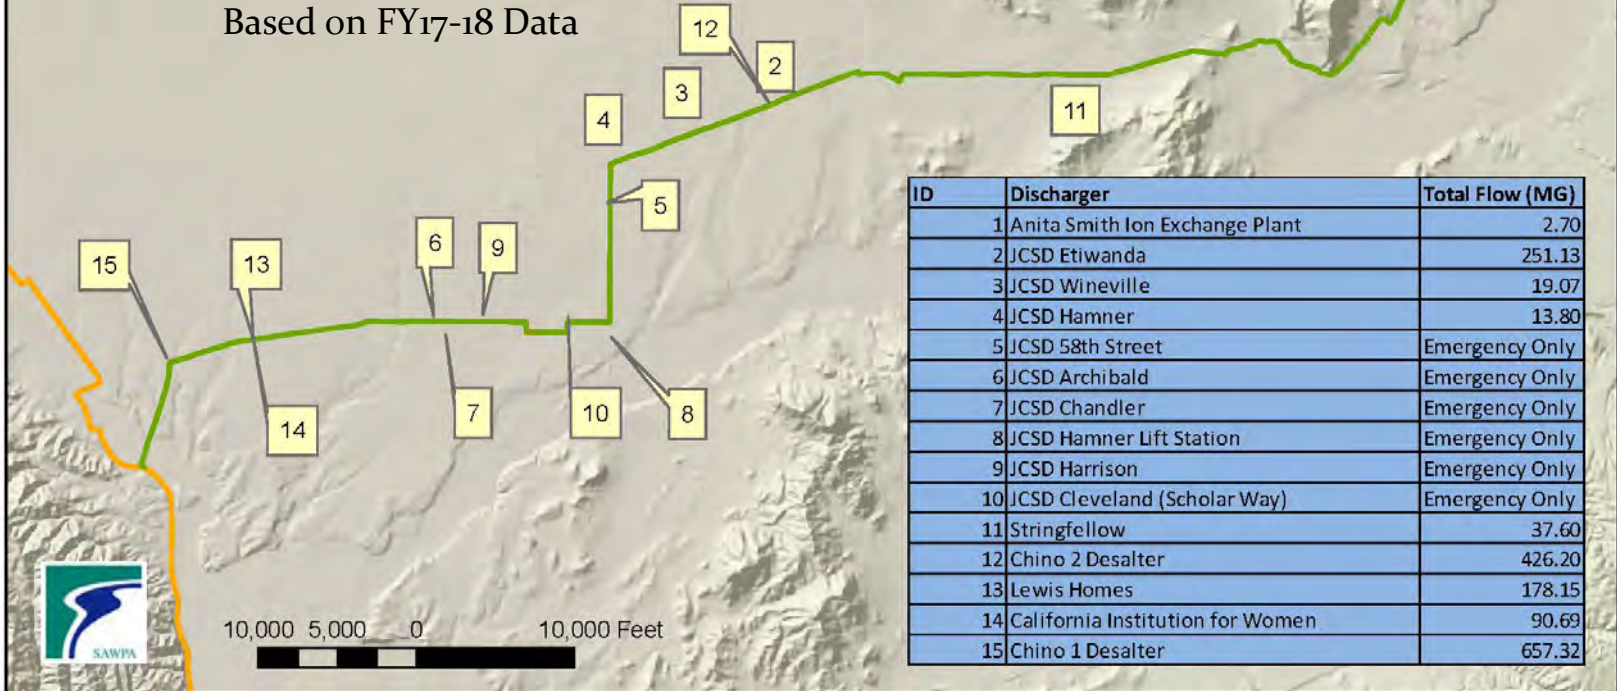 Based on FY17-18 Data
12
2
3
4
11
5
6
9
13
15
14
7
10
8
ID Discharger Total Flow (MG)
1 Anita Smith Ion Exchange Plant 2.70
2 JCSD Etiwanda 251.13
3 JCSD Wineville 19.07
4 JCSD Hamner 13.80
5 JCSD 58th Street Emergency Only
6 JCSD Archibald Emergency Only
7 JCSD Chandler Emergency Only
8 JCSD Hamner Lift Station Emergency Only
9 JCSD Harrison Emergency Only
10 JCSD Cleveland (Scholar Way) Emergency Only
11 Stringfellow 37.60
12 Chino 2 Desalter 426.20
13 Lewis Homes 178.15
14 California Institution for Women 90.69
15 Chino 1 Desalter 657.32
10,000 5,000 0 10,000 Feet
SAWPA